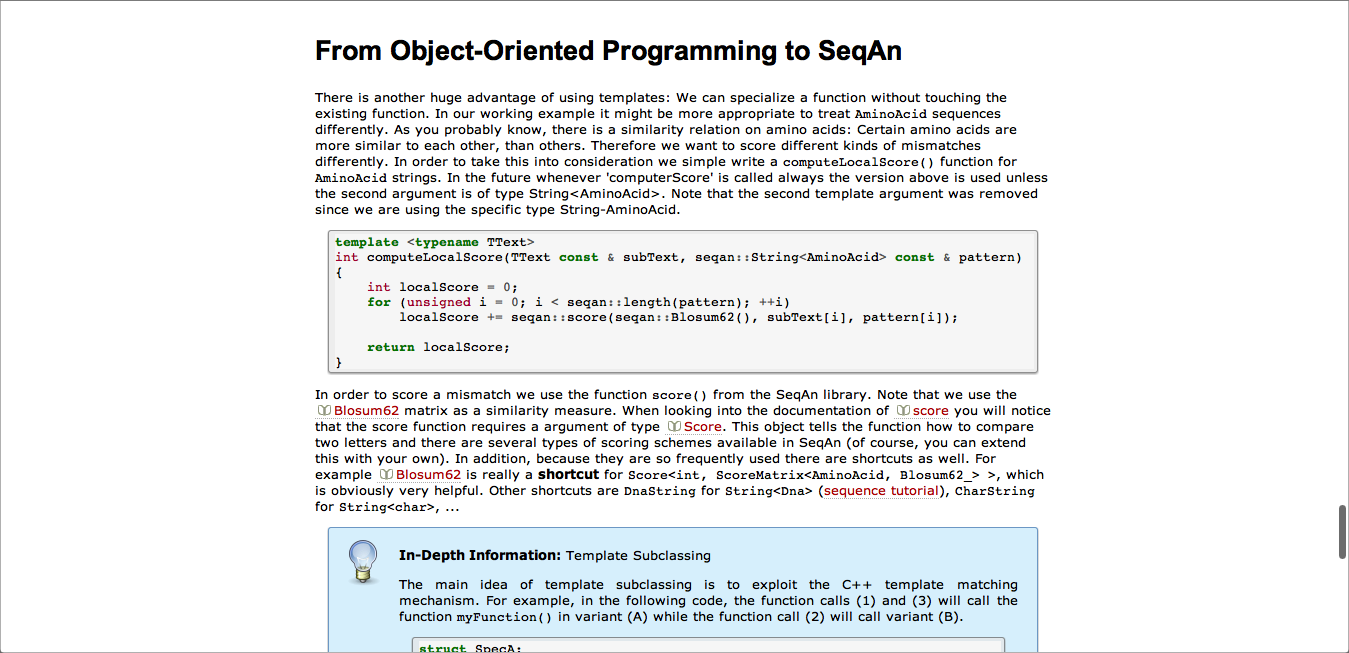 From Object-Oriented Programming to SeqAn
There is another huge advantage of using templates: We can specialize a function without touching the
existing function. In our working example it might be more appropriate to treat AminoAcid sequences
differently. As you probably know, there is a similarity relation on amino acids: Certain amino acids are
more similar to each other, than others. Therefore we want to score different kinds of mismatches
differently. In order to take this into consideration we simple write a computeLocalScore() function for
AminoAcid strings. In the future whenever 'computerScore' is called always the version above is used unless
the second argument is of type String<AminoAcid>. Note that the second template argument was removed
since we are using the specific type String-AminoAcid.
template <typename TText>
int computeLocalScore(TText const & subText, seqan::String<AminoAcid> const & pattern)
{
    int localScore = 0;
    for (unsigned i = 0; i < seqan::length(pattern); ++i)
        localScore += seqan::score(seqan::Blosum62(), subText[i], pattern[i]);
    return localScore;
}
In order to score a mismatch we use the function score() from the SeqAn library. Note that we use the
Blosum62 matrix as a similarity measure. When looking into the documentation of score you will notice
that the score function requires a argument of type Score. This object tells the function how to compare
two letters and there are several types of scoring schemes available in SeqAn (of course, you can extend
this with your own). In addition, because they are so frequently used there are shortcuts as well. For
example Blosum62 is really a shortcut for Score<int, ScoreMatrix<AminoAcid, Blosum62_> >, which
is obviously very helpful. Other shortcuts are DnaString for String<Dna> (sequence tutorial), CharString
for String<char>, ...
In-Depth Information: Template Subclassing
The main idea of template subclassing is to exploit the C++ template matching
mechanism. For example, in the following code, the function calls (1) and (3) will call the
function myFunction() in variant (A) while the function call (2) will call variant (B).
struct SpecA;